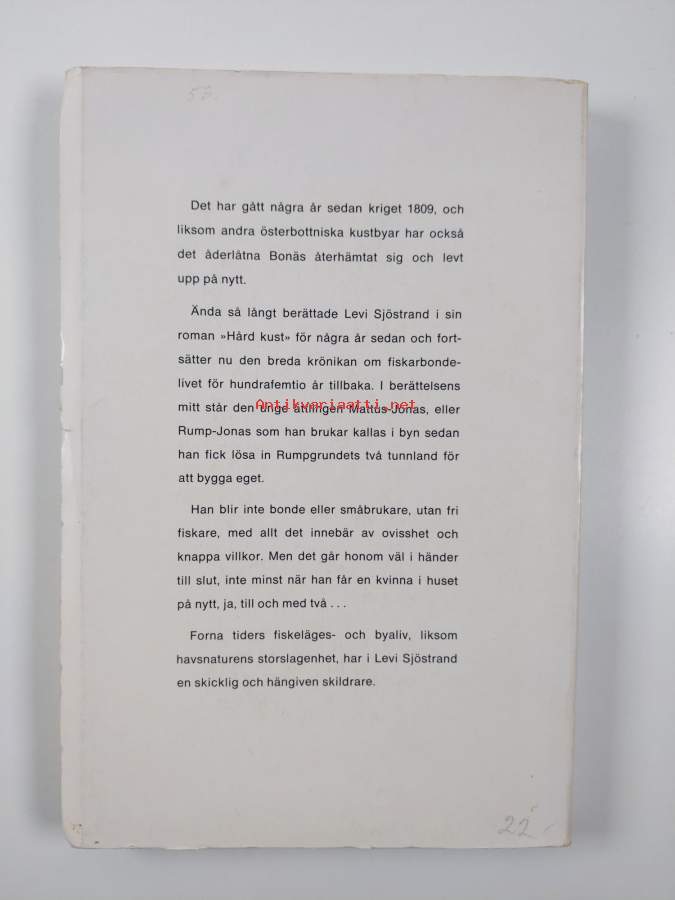 53.
Det har gått några år sedan kriget 1809, och
liksom andra österbottniska kustbyar har också
det åderlåtna Bonäs återhämtat sig och levt
upp på nytt.
Ända så långt berättade Levi Sjöstrand i sin
roman »Hård kust» för några år sedan och fort-
sätter nu den breda krönikan om fiskarbonde-
livet för hundrafemtio år tillbaka. I berättelsens
mitt står den unge ättlingen Mattus-Jonas, eller
Antikvariaatti.net
Rump-Jonas som han brukar kallas i byn sedan
han fick lösa in Rumpgrundets två tunnland för
att bygga eget.
Han blir inte bonde eller småbrukare, utan fri
fiskare, med allt det innebär av ovisshet och
knappa villkor. Men det går honom väl i händer
till slut, inte minst när han får en kvinna i huset
på nytt, ja, till och med två . . .
Forna tiders fiskeläges- och byaliv, liksom
havsnaturens storslagenhet, har i Levi Sjöstrand
en skicklig och hängiven skildrare.
22,-